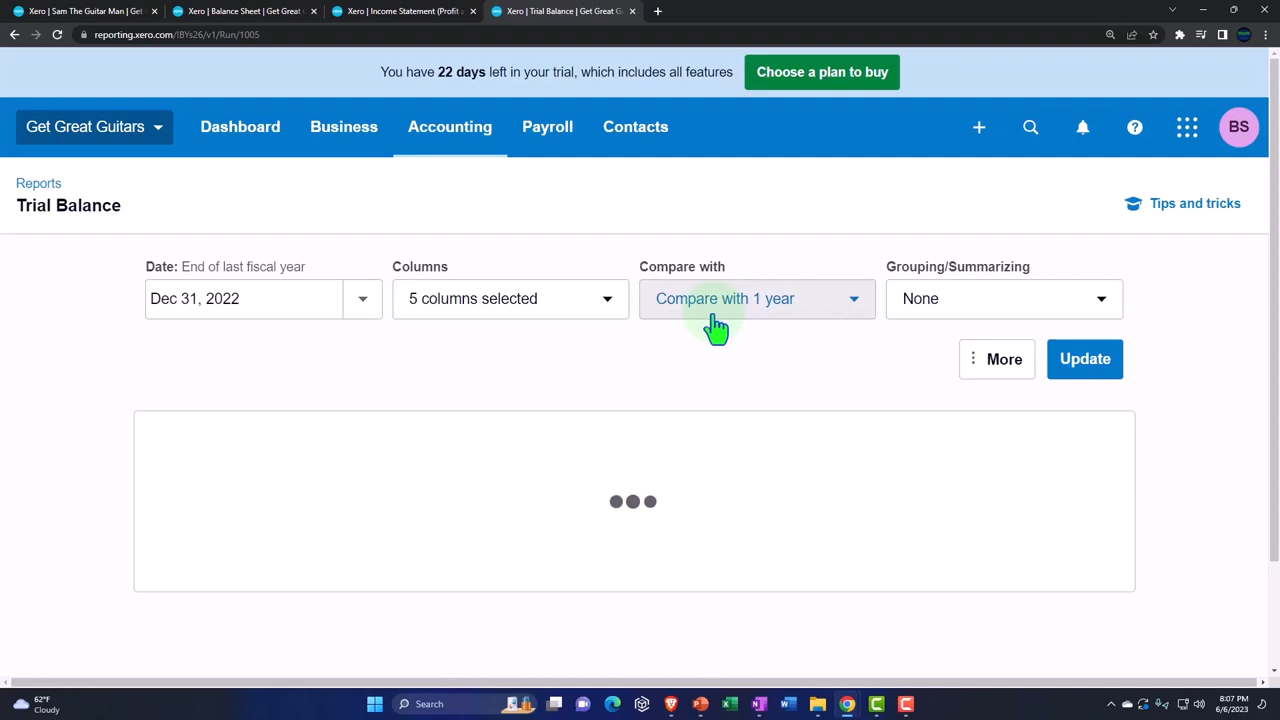 Xero | Sam The Guitar Man | Get
Xero | Balance Sheet | Get Great
Xero | Income Statement (Profit a
Xero | Trial Balance | Get Great G
reporting.xero.com/!BYs26/v1/Run/1005
You have 22 days left in your trial, which includes all features
Choose a plan to buy
Get Great Guitars
Dashboard
Business
Accounting
Payroll
Contacts
BS
Reports
Trial Balance
Tips and tricks
Date: End of last fiscal year
Columns
Compare with
Grouping/Summarizing
Dec 31, 2022
5 columns selected
Compare with 1 year
None
More
Update
62°F
Cloudy
Search
8:07 PM
6/6/2023